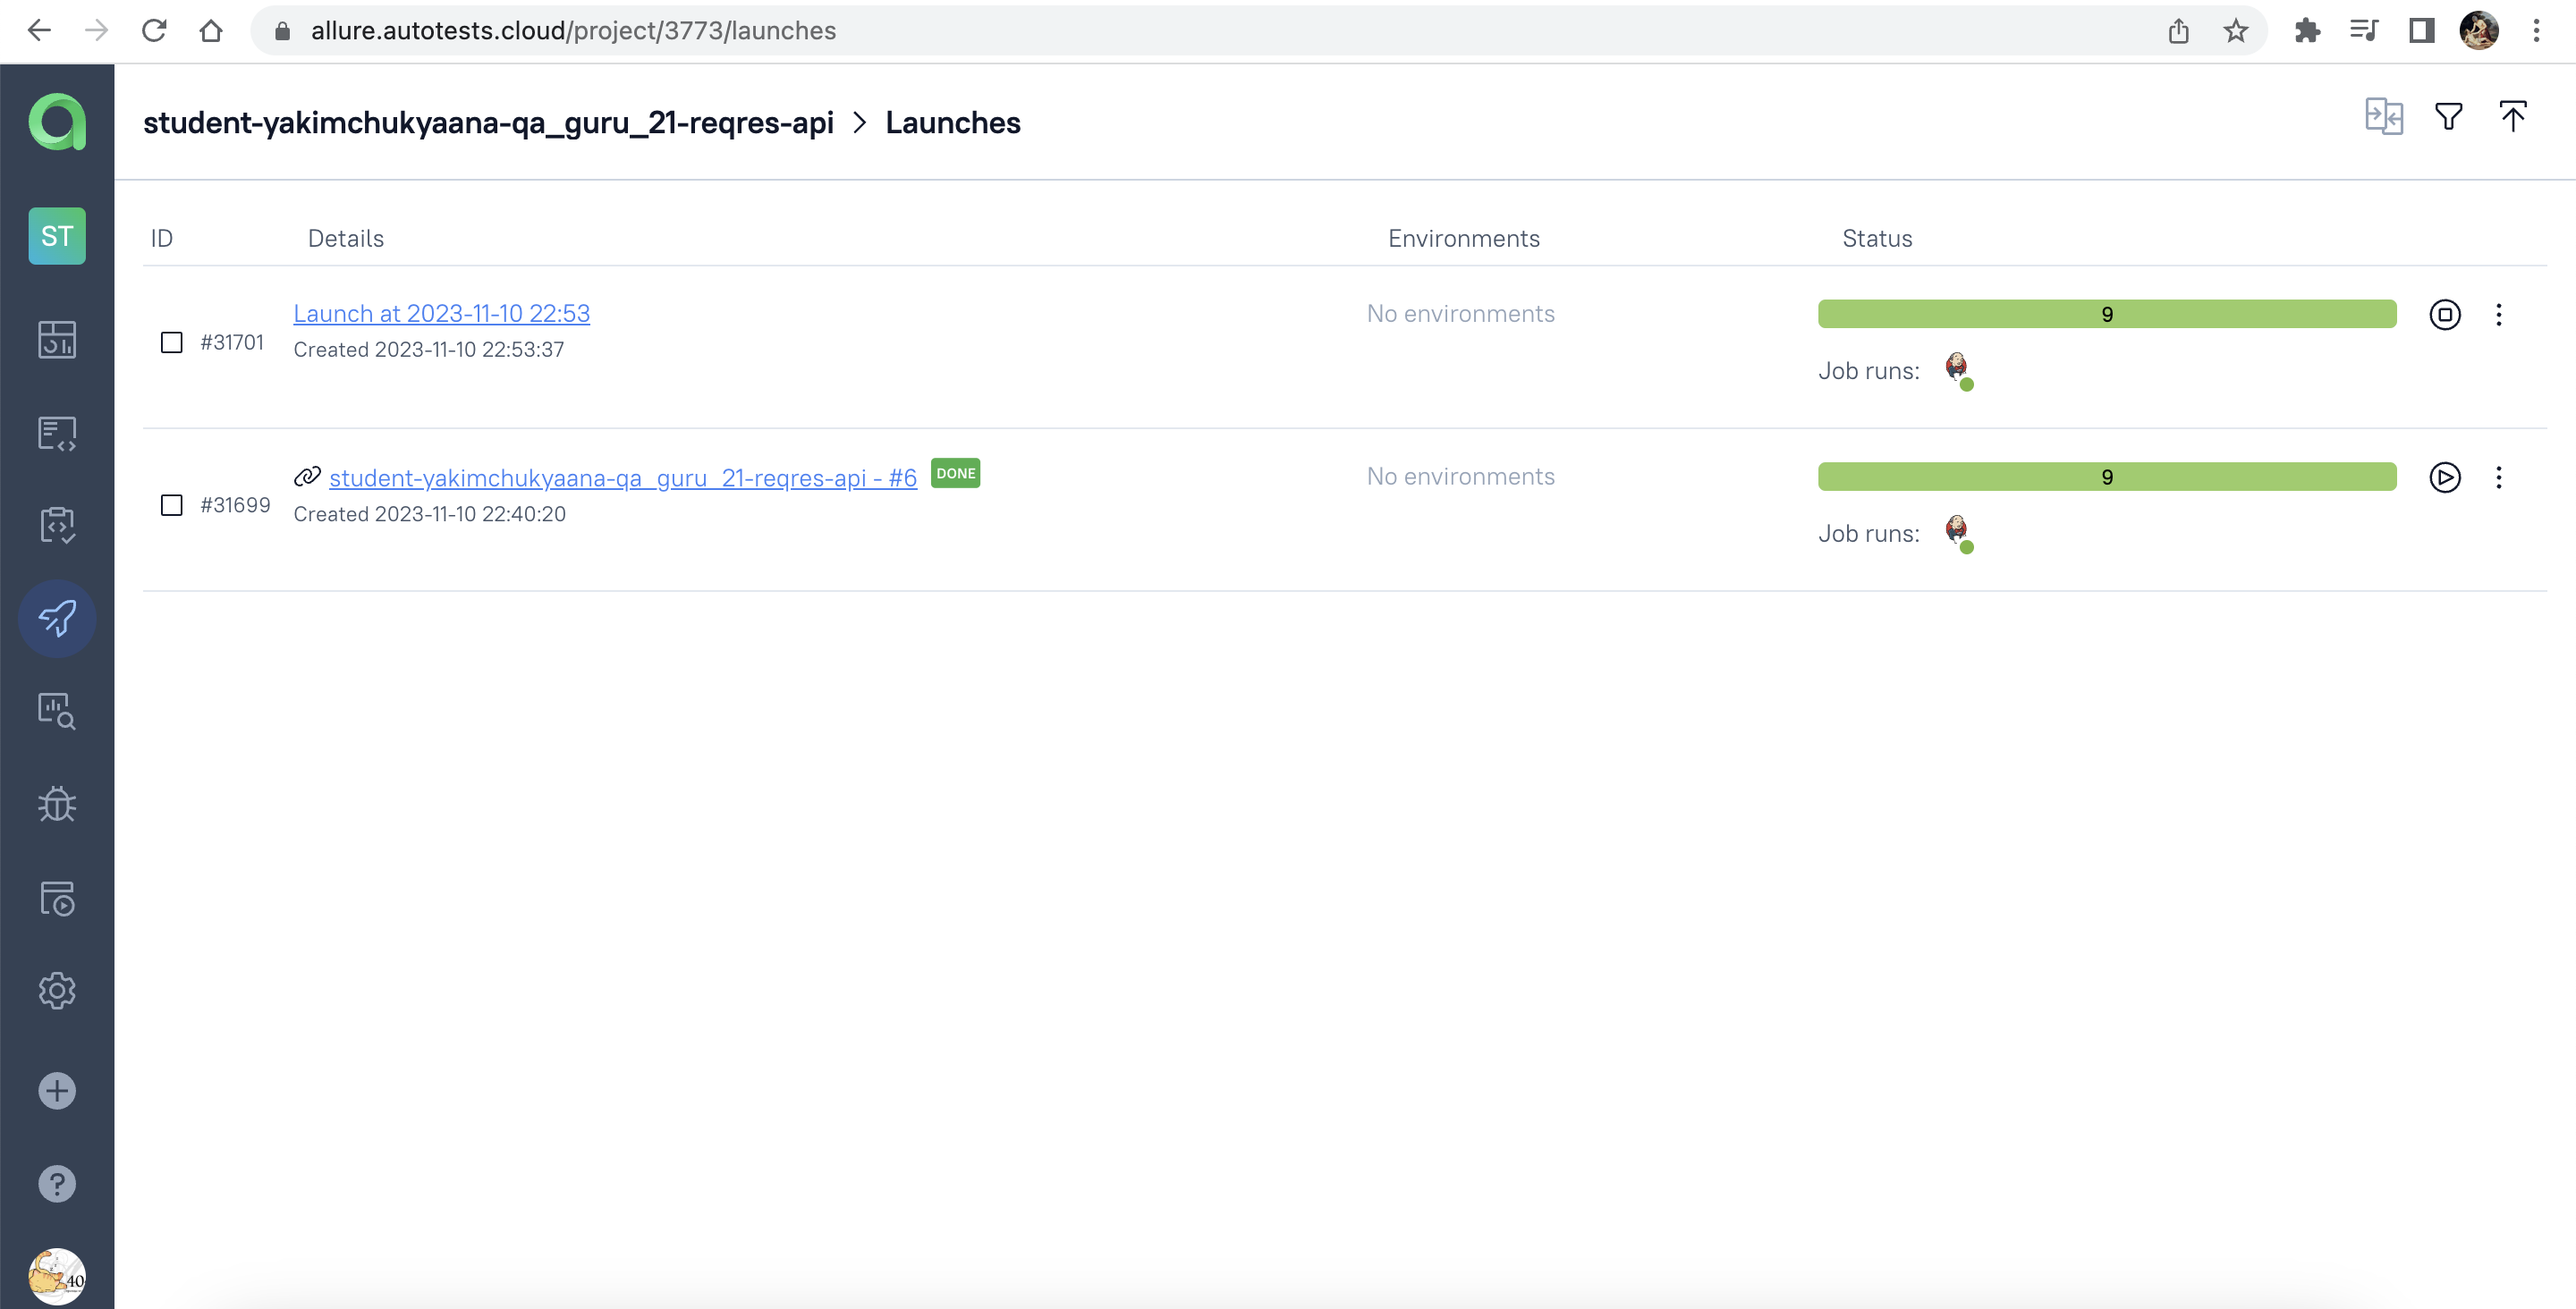 allure.autotests.cloud/project/3773/launches
student-yakimchukyaana-qa_guru_21-reqres-api > Launches
ST
ID Details Environments Status
Launch at 2023-11-10 22:53 No environments 9
#31701
Created 2023-11-10 22:53:37
Job runs:
student-yakimchukyaana-qa_guru_21-reqres-api - #6 DONE No environments 9
#31699
Created 2023-11-10 22:40:20
Job runs:
40